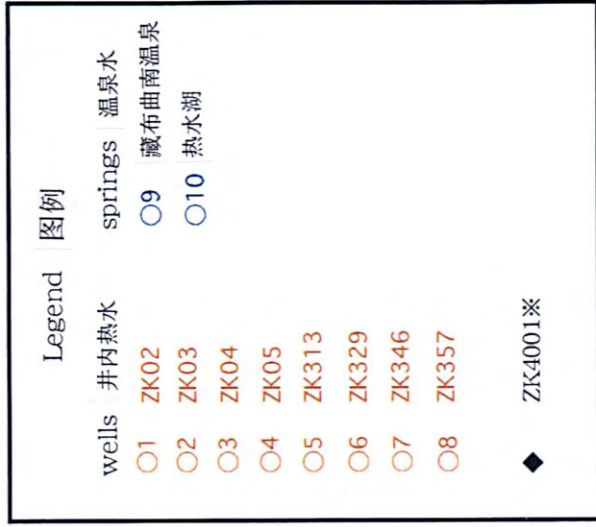 Legend 图例
wells 井内热水 springs 温泉水
○1 ZK02 ○9 藏布曲南温泉
○2 ZK03 ○10 热水湖
○3 ZK04
○4 ZK05
○5 ZK313
○6 ZK329
○7 ZK346
○8 ZK357
◆ ZK4001※